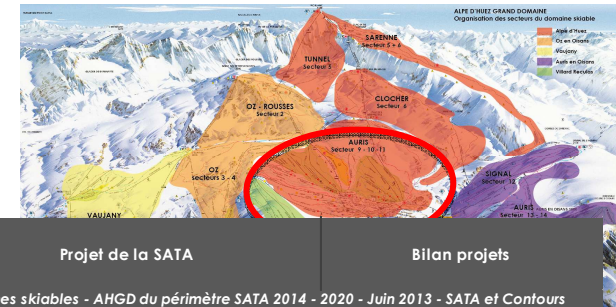 ALPE D'HUEZ GRAND DOMAINE
Organisation des secteurs du domaine skiable
Alpe d'Huez
Oz en Oisans
Vaujany
Auris en Oisans
Villard Reculas
SARENNE
Secteur 5 + 6
TUNNEL
Secteur 5
CLOCHER
Secteur 6
OZ - ROUSSES
Secteur 2
AURIS
Secteur 9 - 10 - 11
OZ
secteurs 3 - 4
SIGNAL
Secteur 12
AURIS
Secteur 13 - 14
VAUJANY
Projet de la SATA
Bilan projets
es skiables - AHGD du périmètre SATA 2014 - 2020 - Juin 2013 - SATA et Contours